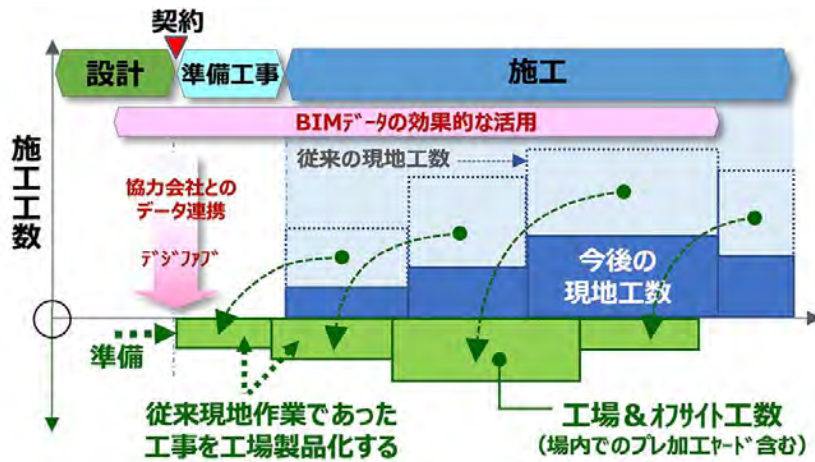 契約
設計
準備工事
施工
BIMデータの効果的な活用
施工工数
従来の現地工数
協力会社との
データ連携
デジファブ
今後の
現地工数
準備
従来現地作業であった
工事を工場製品化する
工場&オフサイト工数
(場内でのプレ加工ヤード含む)